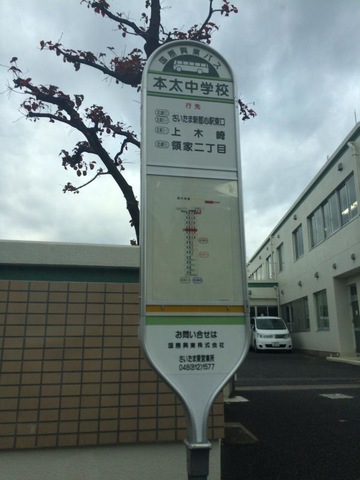 国際興業バス
本太中学校
行先
さいたま新都心駅東口
上木崎
領家二丁目
お問い合せは
国際興業株式会社
さいたま東営業所
048(812)1577